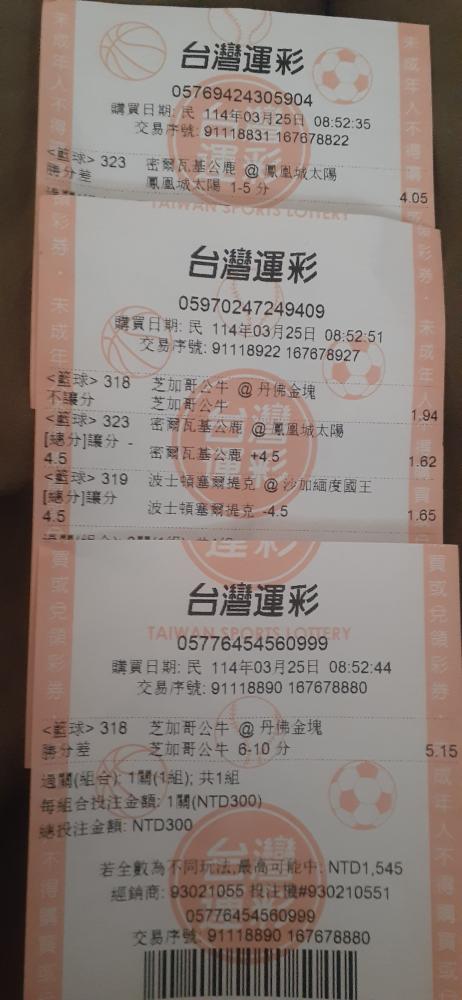 台灣運彩
05769424305904
購買日期: 民 114年03月25日 08:52:35
交易序號: 91118831 167678822
<籃球> 323 密爾瓦基公鹿 @ 鳳凰城太陽
勝分差 鳳凰城太陽 1-5 分 4.05
TAIWAN SPORTS LOTTERY
台灣運彩
05970247249409
購買日期: 民 114年03月25日 08:52:51
交易序號: 91118922 167678927
<籃球> 318 芝加哥公牛 @ 丹佛金塊
不讓分 芝加哥公牛 1.94
<籃球> 323 密爾瓦基公鹿 @ 鳳凰城太陽
[總分]讓分 -
4.5 密爾瓦基公鹿 +4.5 1.62
<籃球> 319 波士頓塞爾提克 @ 沙加緬度國王
[總分]讓分
4.5 波士頓塞爾提克 -4.5 1.65
台灣運彩
TAIWAN SPORTS LOTTERY
05776454560999
購買日期: 民 114年03月25日 08:52:44
交易序號: 91118890 167678880
<籃球> 318 芝加哥公牛 @ 丹佛金塊
勝分差 芝加哥公牛 6-10 分 5.15
過關(組合): 1關(1組); 共1組
每組合投注金額: 1關(NTD300)
總投注金額: NTD300
若全數為不同玩法,最高可能中: NTD1,545
經銷商: 93021055 投注機#930210551
05776454560999
交易序號: 91118890 167678880